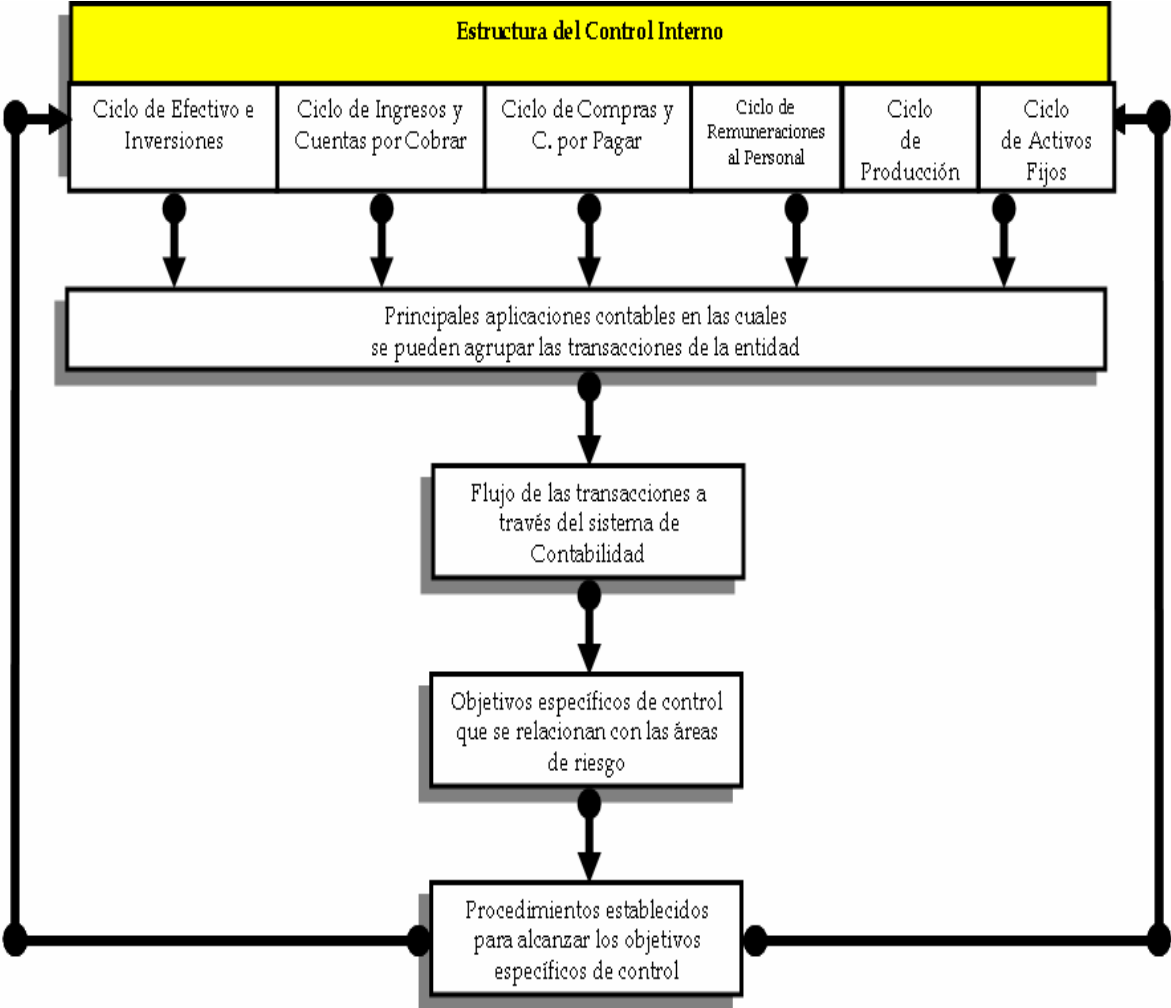 Estructura del Control Interno
Ciclo de Efectivo e
Inversiones
Ciclo de Ingresos y
Cuentas por Cobrar
Ciclo de Compras y
C. por Pagar
Ciclo de
Remuneraciones
al Personal
Ciclo
de
Producción
Ciclo
de Activos
Fijos
Principales aplicaciones contables en las cuales
se pueden agrupar las transacciones de la entidad
Flujo de las transacciones a
través del sistema de
Contabilidad
Objetivos específicos de control
que se relacionan con las áreas
de riesgo
Procedimientos establecidos
para alcanzar los objetivos
específicos de control